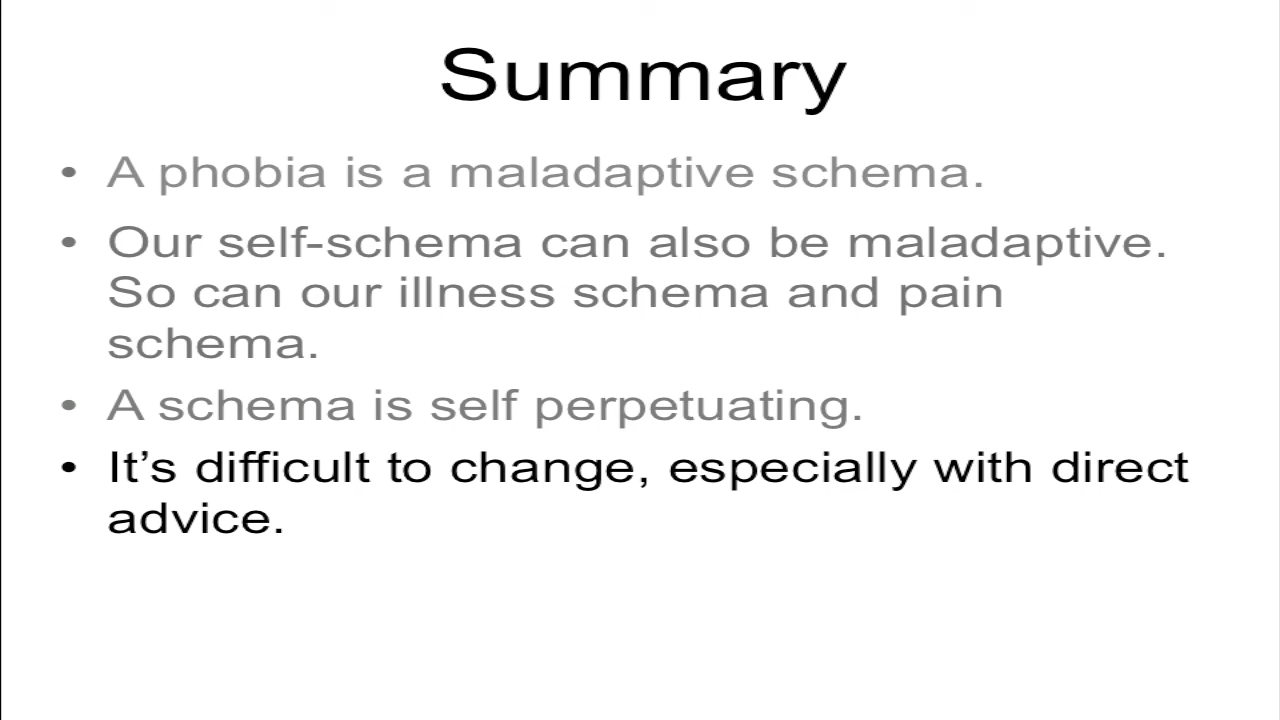 Summary
• A phobia is a maladaptive schema.
• Our self-schema can also be maladaptive.
So can our illness schema and pain
schema.
• A schema is self perpetuating.
• It’s difficult to change, especially with direct
advice.